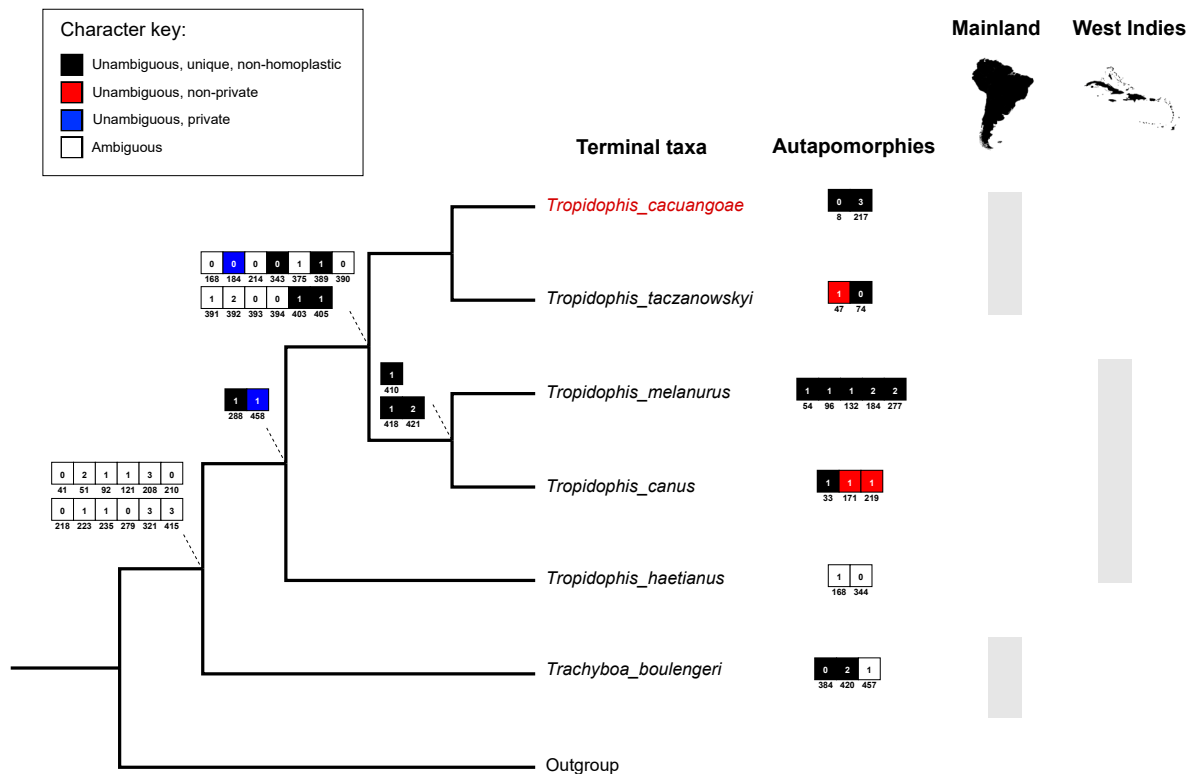 Character key:
Unambiguous, unique, non-homoplastic
Unambiguous, non-private
Unambiguous, private
Ambiguous
Mainland
West Indies
Terminal taxa
Autapomorphies
Tropidophis_cacuangoae
0 3
8 217
0 0 0 0 1 1 0
168 184 214 343 375 389 390
1 2 0 0 1 1
391 392 393 394 403 405
Tropidophis_taczanowskyi
1 0
47 74
1
410
1 2
418 421
Tropidophis_melanurus
1 1 1 2 2
54 96 132 184 277
1 1
288 458
0 2 1 1 3 0
41 51 92 121 208 210
0 1 1 0 3 3
218 223 235 279 321 415
Tropidophis_canus
1 1 1
33 171 219
Tropidophis_haetianus
1 0
168 344
Trachyboa_boulengeri
0 2 1
384 420 457
Outgroup